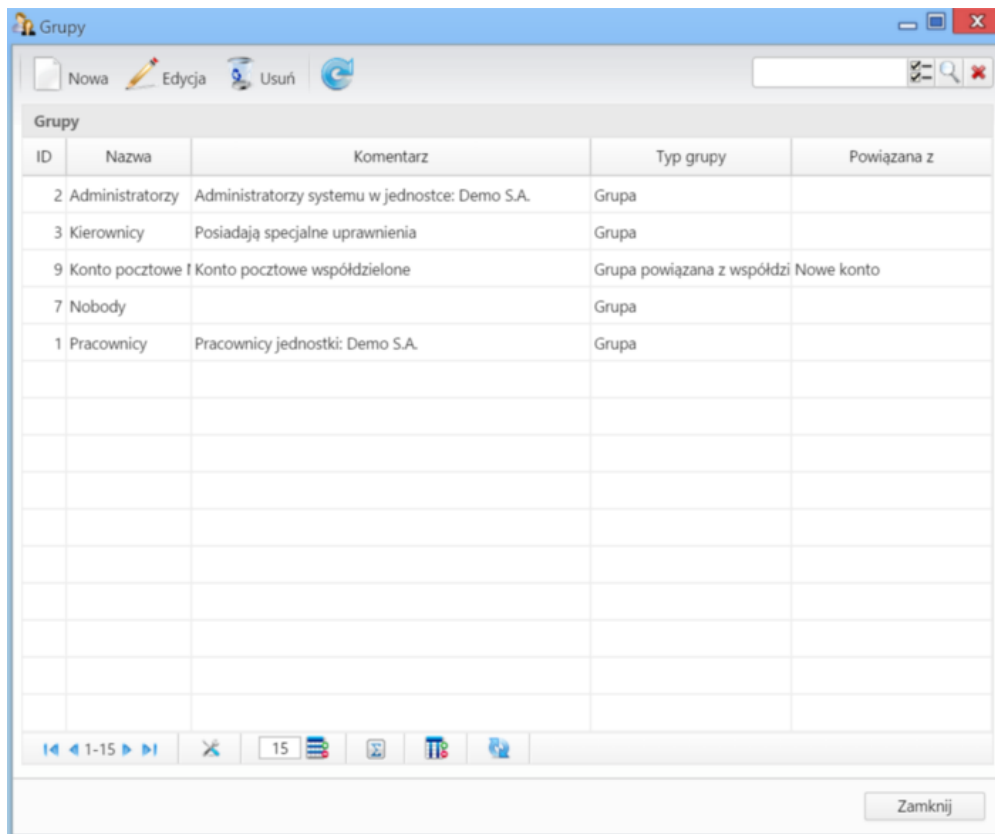 Grupy
Nowa Edycja Usuń
Grupy
ID Nazwa Komentarz Typ grupy Powiązana z
2 Administratorzy Administratorzy systemu w jednostce: Demo S.A. Grupa
3 Kierownicy Posiadają specjalne uprawnienia Grupa
9 Konto pocztowe Konto pocztowe współdzielone Grupa powiązana z współdzi Nowe konto
7 Nobody Grupa
1 Pracownicy Pracownicy jednostki: Demo S.A. Grupa
1-15 15
Zamknij